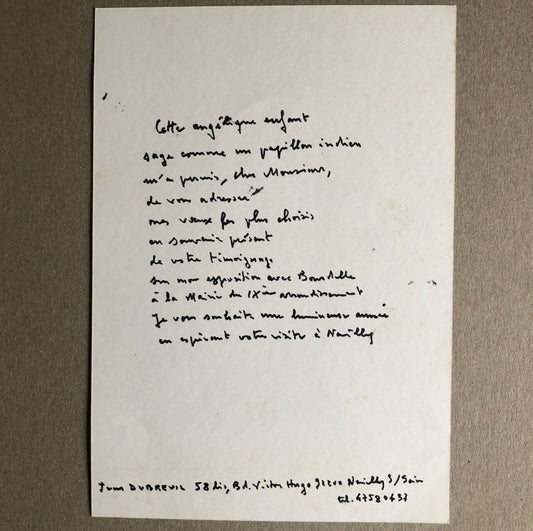 Cette angélique enfant
sage comme un papillon indien
m'a permis, cher Monsieur,
de vous adresser
mes vœux les plus choisis
en souvenir présent
de votre témoignage
sur mon exposition avec Bourdelle
à la Mairie du IXème arrondissement
Je vous souhaite une lumineuse année
en espérant votre visite à Neuilly
DUBREUIL 58 bis, Bd. Victor Hugo 92200 Neuilly S/Seine
tél. 47580437